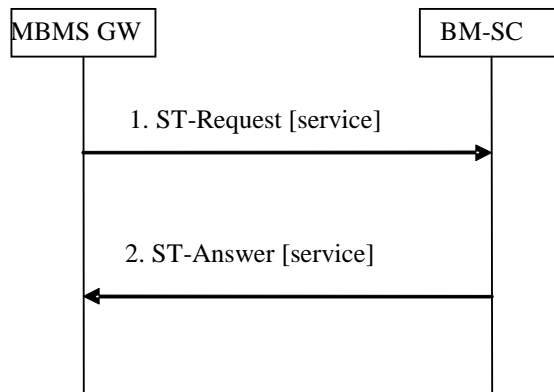 MBMS GW
BM-SC
1. ST-Request [service]
2. ST-Answer [service]